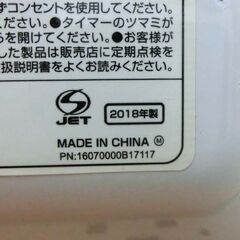 ずコンセントを使用してください。
●タイマーのツマミ
を開けてください。
●お客様が
した製品は販売店に定期点検を
扱説明書をよくお読みください。
JET
2018年製
MADE IN CHINA M
PN:16070000B17117